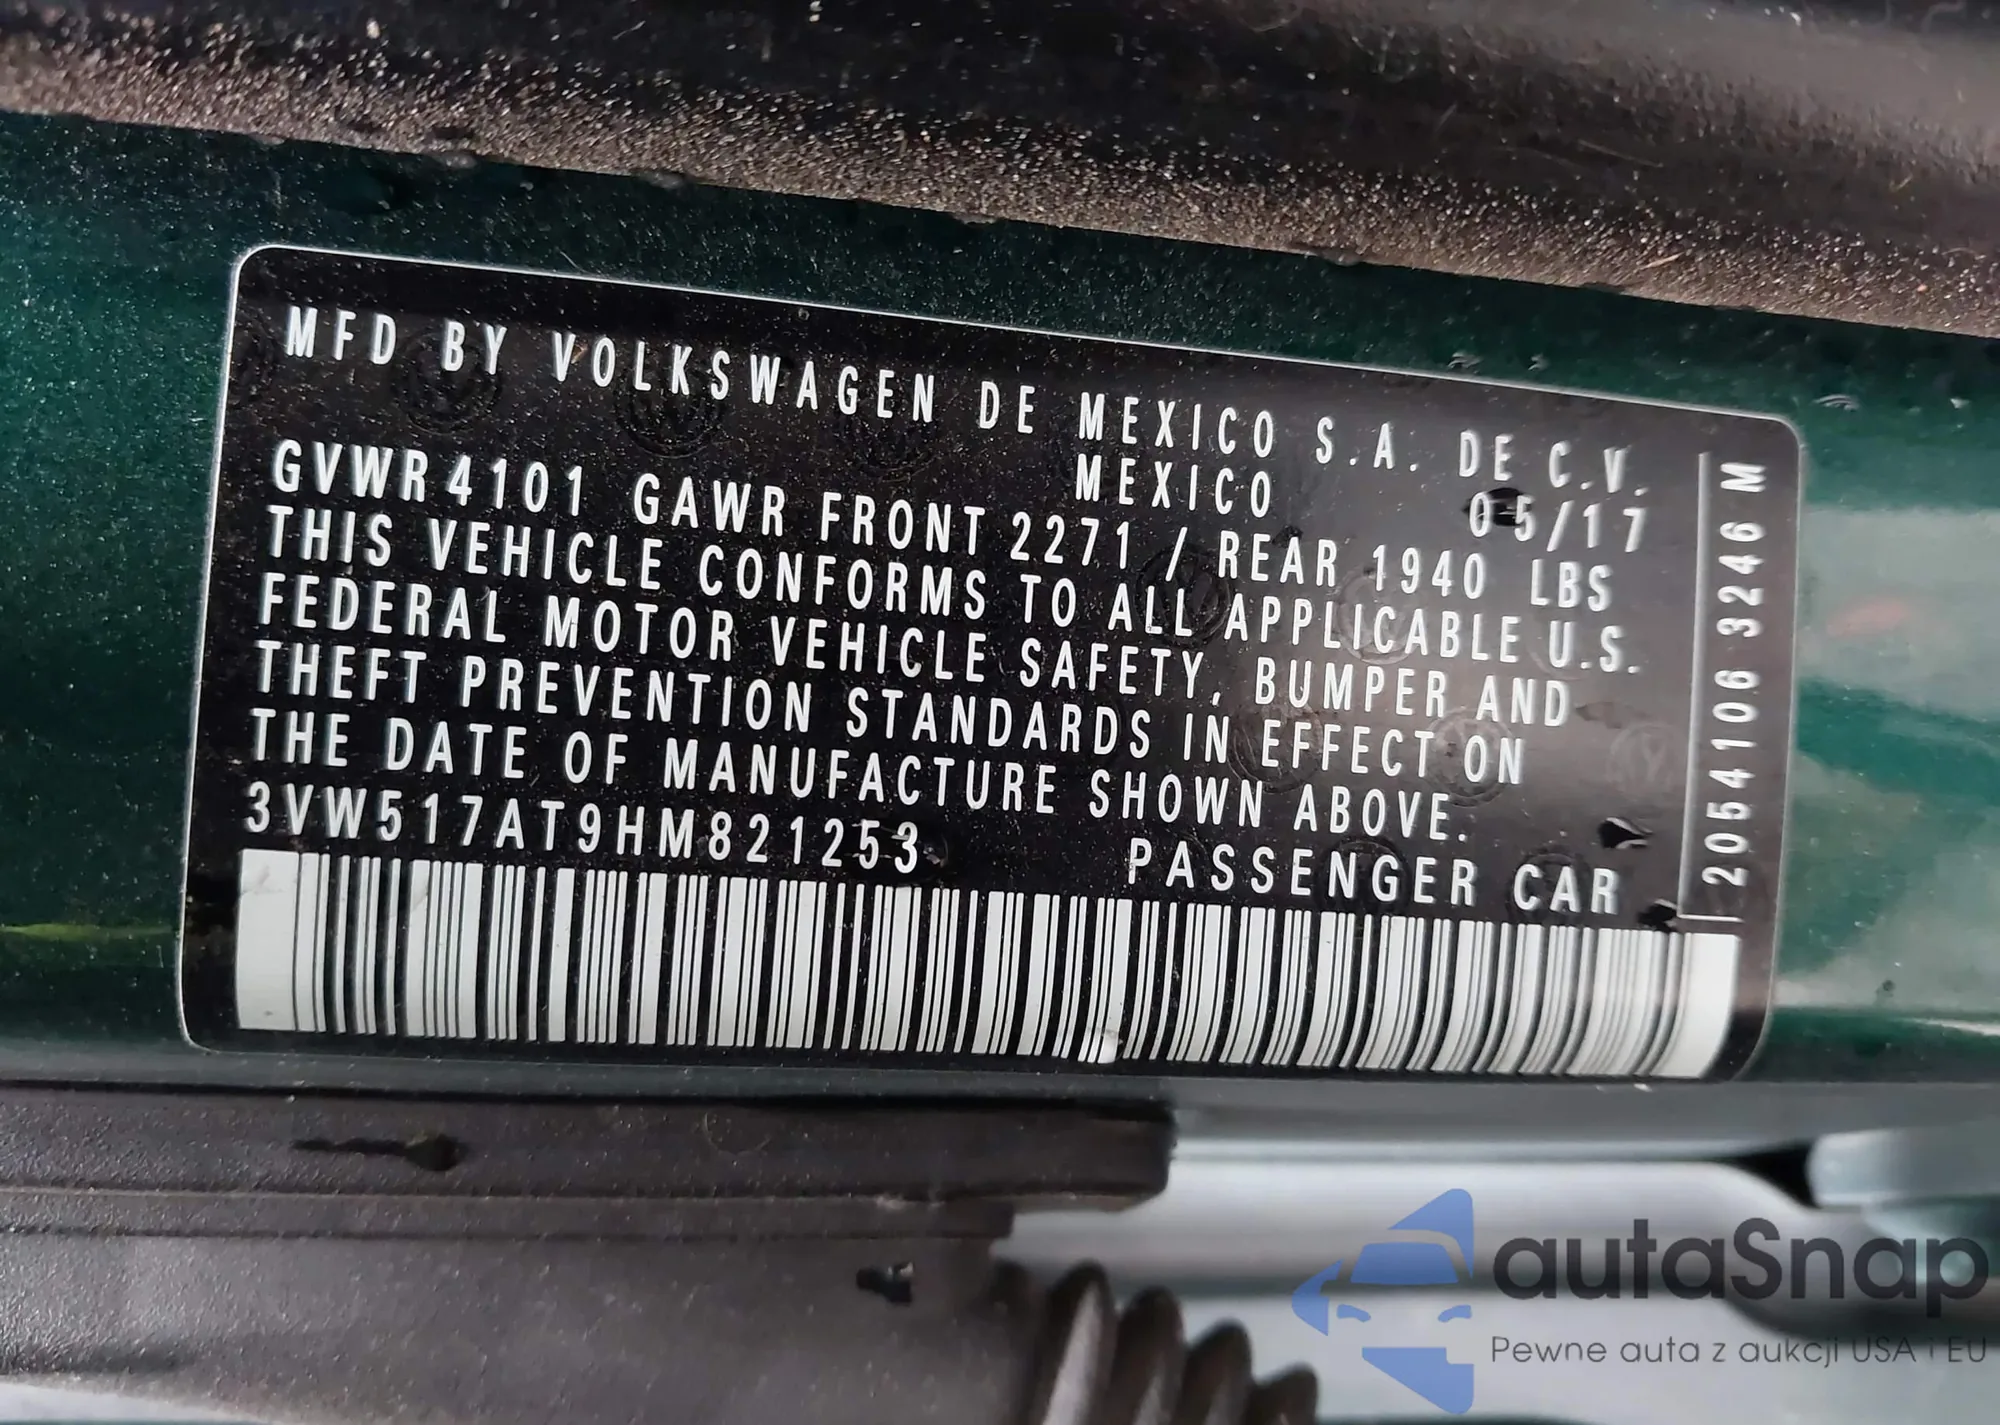 MFD BY VOLKSWAGEN DE MEXICO S.A. DE C.V.
MEXICO 05/17
GVWR 4101 GAWR FRONT 2271 / REAR 1940 LBS
THIS VEHICLE CONFORMS TO ALL APPLICABLE U.S.
FEDERAL MOTOR VEHICLE SAFETY, BUMPER AND
THEFT PREVENTION STANDARDS IN EFFECT ON
THE DATE OF MANUFACTURE SHOWN ABOVE.
3VW517AT9HM821253 PASSENGER CAR
2054106 3246 M
autaSnap
Pewne auta z aukcji USA i EU